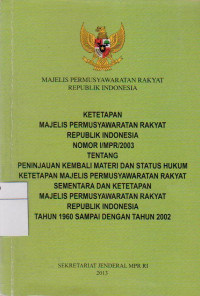 MAJELIS PERMUSYAWARATAN RAKYAT
REPUBLIK INDONESIA
KETETAPAN
MAJELIS PERMUSYAWARATAN RAKYAT
REPUBLIK INDONESIA
NOMOR I/MPR/2003
TENTANG
PENINJAUAN KEMBALI MATERI DAN STATUS HUKUM
KETETAPAN MAJELIS PERMUSYAWARATAN RAKYAT
SEMENTARA DAN KETETAPAN
MAJELIS PERMUSYAWARATAN RAKYAT
REPUBLIK INDONESIA
TAHUN 1960 SAMPAI DENGAN TAHUN 2002
SEKRETARIAT JENDERAL MPR RI
2013